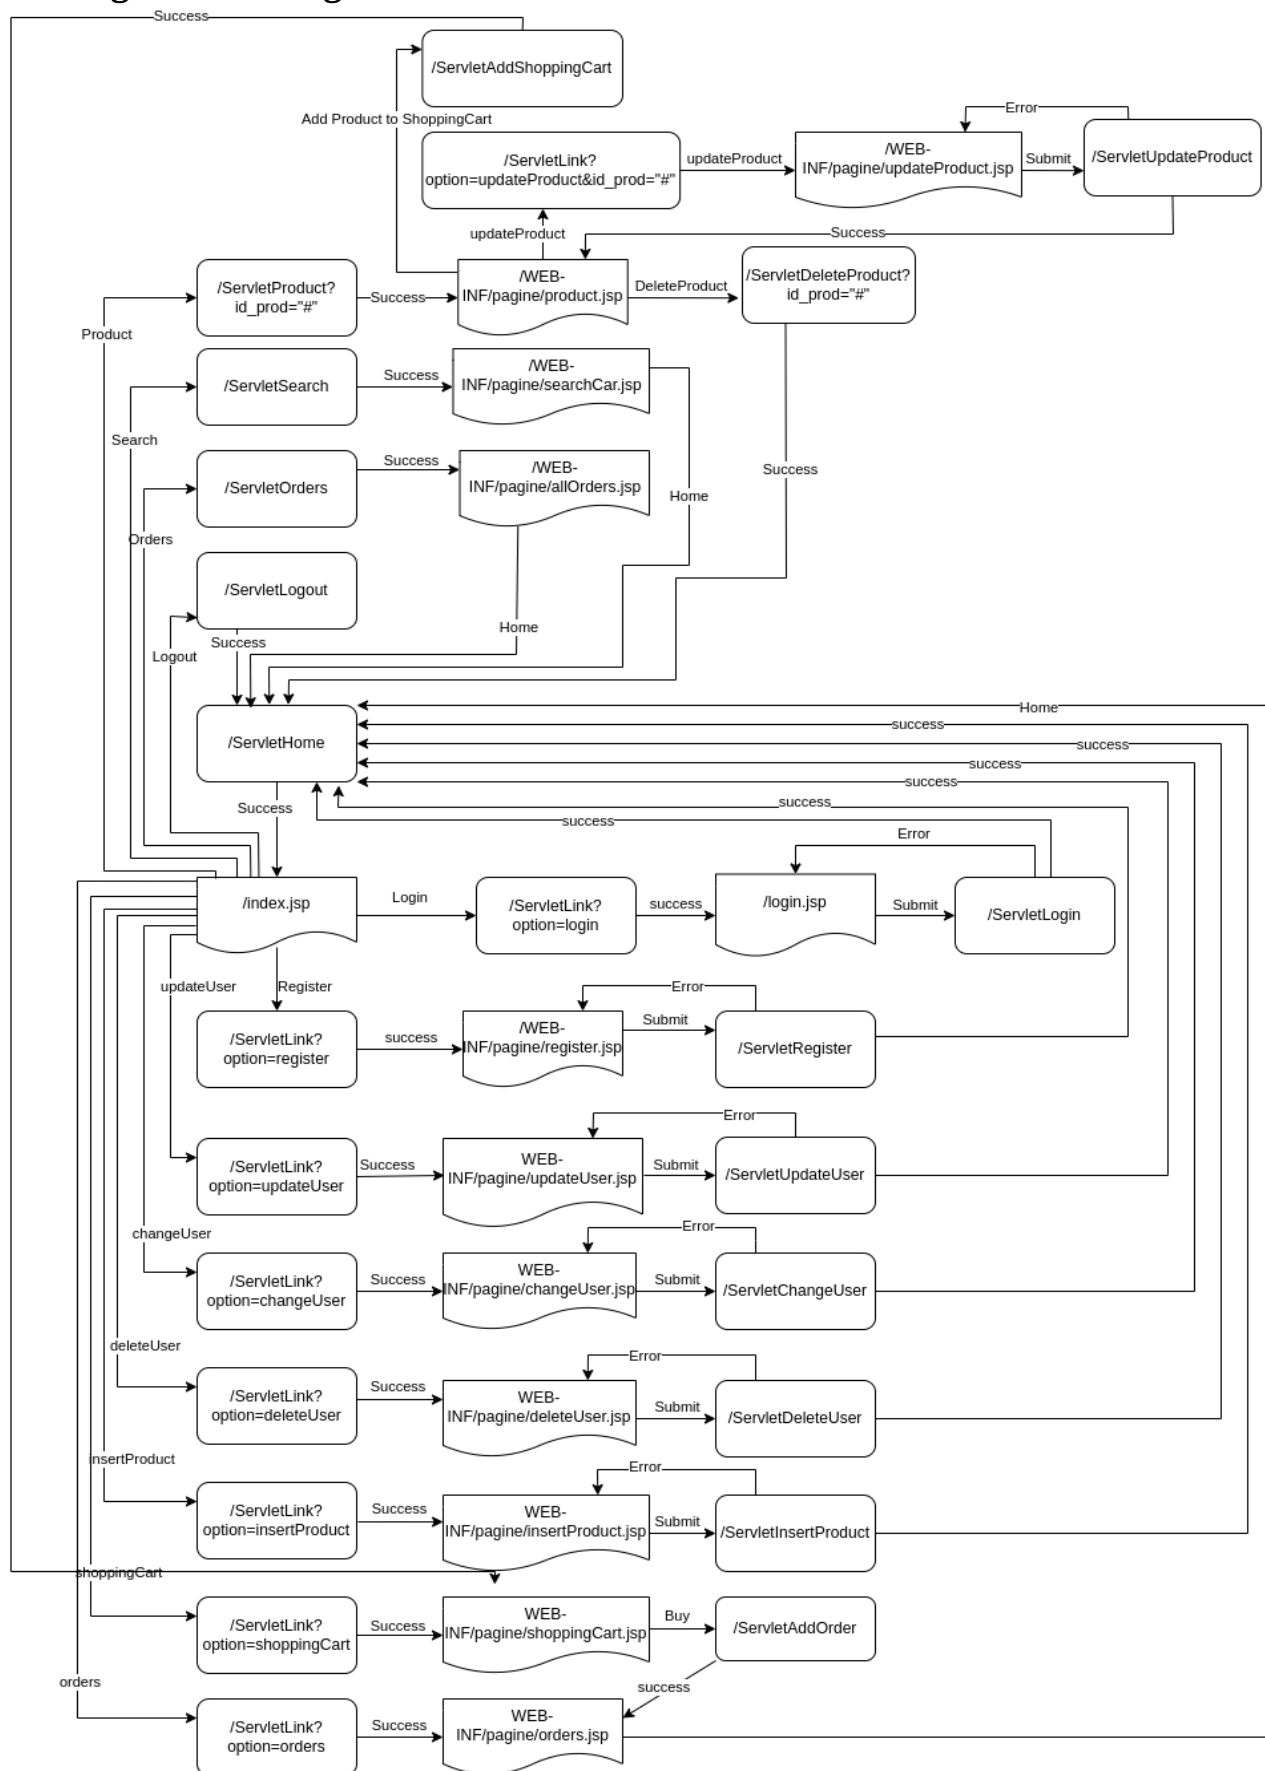 Success
/ServletAddShoppingCart
Add Product to ShoppingCart
Error
/ServletLink?
option=updateProduct&id_prod="#"
updateProduct
/WEB-
INF/pagine/updateProduct.jsp
Submit
/ServletUpdateProduct
updateProduct
Success
/ServletProduct?
id_prod="#"
Success
/WEB-
INF/pagine/product.jsp
DeleteProduct
/ServletDeleteProduct?
id_prod="#"
Product
/ServletSearch
Success
/WEB-
INF/pagine/searchCar.jsp
Search
/ServletOrders
Success
/WEB-
INF/pagine/allOrders.jsp
Success
Home
Orders
/ServletLogout
Success
Home
Logout
/ServletHome
Home
success
success
success
success
Success
success
success
Error
/index.jsp
Login
/ServletLink?
option=login
success
/login.jsp
Submit
/ServletLogin
updateUser
Register
Error
/ServletLink?
option=register
success
/WEB-
INF/pagine/register.jsp
Submit
/ServletRegister
Error
/ServletLink?
option=updateUser
Success
WEB-
INF/pagine/updateUser.jsp
Submit
/ServletUpdateUser
changeUser
Error
/ServletLink?
option=changeUser
Success
WEB-
INF/pagine/changeUser.jsp
Submit
/ServletChangeUser
deleteUser
Error
/ServletLink?
option=deleteUser
Success
WEB-
INF/pagine/deleteUser.jsp
Submit
/ServletDeleteUser
insertProduct
Error
/ServletLink?
option=insertProduct
Success
WEB-
INF/pagine/insertProduct.jsp
Submit
/ServletInsertProduct
shoppingCart
/ServletLink?
option=shoppingCart
Success
WEB-
INF/pagine/shoppingCart.jsp
Buy
/ServletAddOrder
orders
success
/ServletLink?
option=orders
Success
WEB-
INF/pagine/orders.jsp